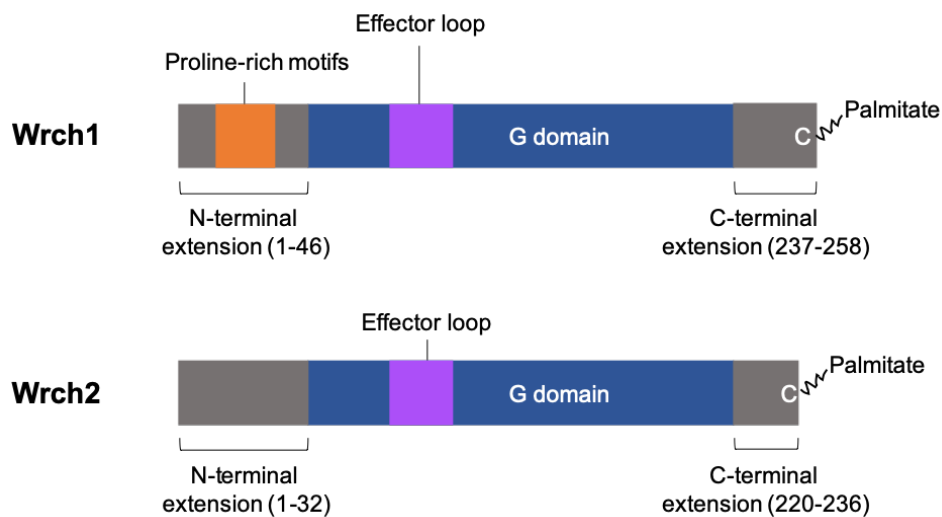 Effector loop
Proline-rich motifs
Palmitate
Wrch1
G domain
C
N-terminal
extension (1-46)
C-terminal
extension (237-258)
Effector loop
Palmitate
Wrch2
G domain
C
N-terminal
extension (1-32)
C-terminal
extension (220-236)